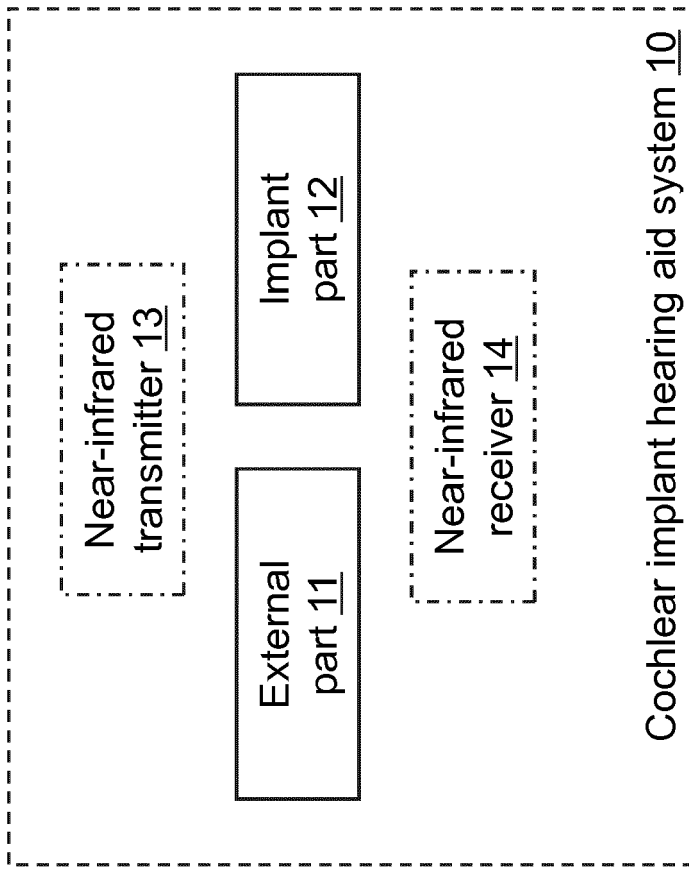 Near-infrared
transmitter 13
External
part 11
Implant
part 12
Near-infrared
receiver 14
Cochlear implant hearing aid system 10